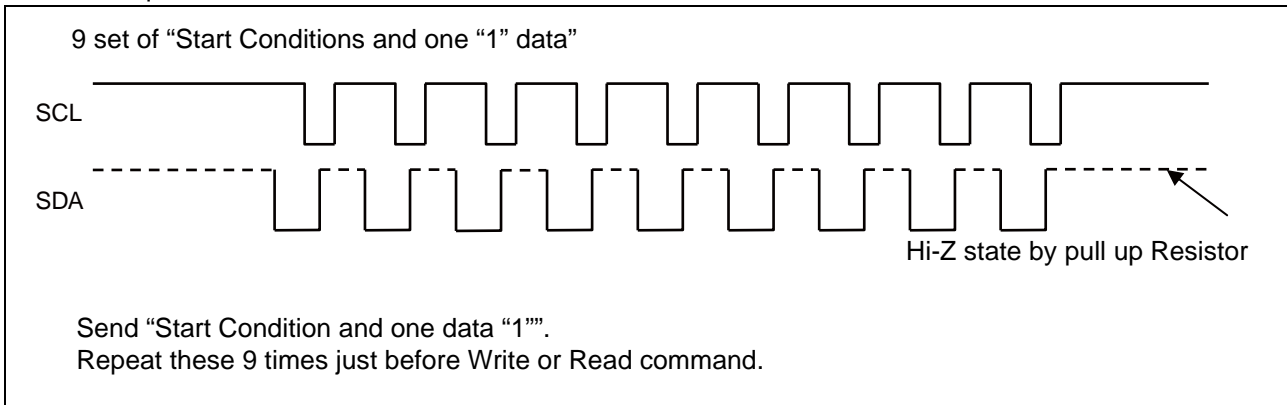 9 set of “Start Conditions and one “1” data”
SCL
SDA
Hi-Z state by pull up Resistor
Send “Start Condition and one data “1””.
Repeat these 9 times just before Write or Read command.